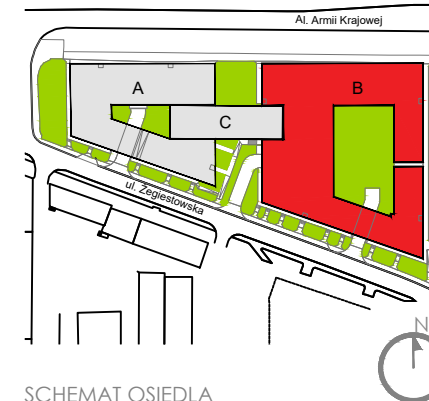 Al. Armii Krajowej
A
B
C
ul. Żegiestowska
N
SCHEMAT OSIEDLA